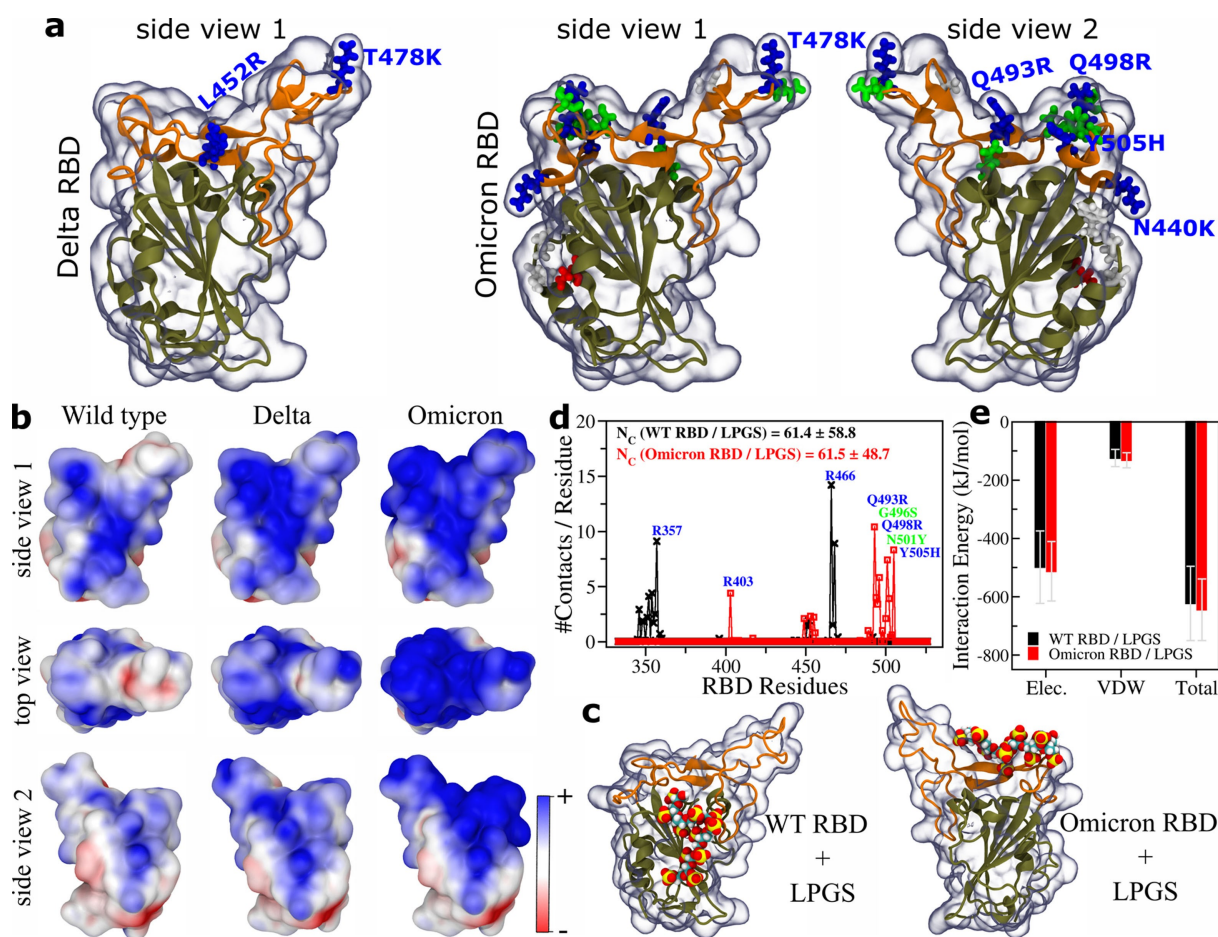 a
side view 1
side view 1
side view 2
Delta RBD
L452R
T478K
Omicron RBD
T478K
Q493R
Q498R
Y505H
N440K
b
Wild type
Delta
Omicron
side view 1
top view
side view 2
+
-
d
#Contacts / Residue
20
15
10
5
0
N_C (WT RBD / LPGS) = 61.4 ± 58.8
N_C (Omicron RBD / LPGS) = 61.5 ± 48.7
R357
R403
R466
Q493R
G496S
Q498R
N501Y
Y505H
350
400
450
500
RBD Residues
e
Interaction Energy (kJ/mol)
0
-200
-400
-600
-800
WT RBD / LPGS
Omicron RBD / LPGS
Elec.
VDW
Total
c
WT RBD
+
LPGS
Omicron RBD
+
LPGS